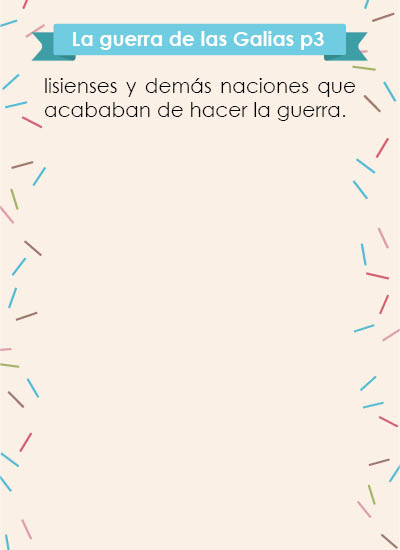 La guerra de las Galias p3
lisienses y demás naciones que
acababan de hacer la guerra.